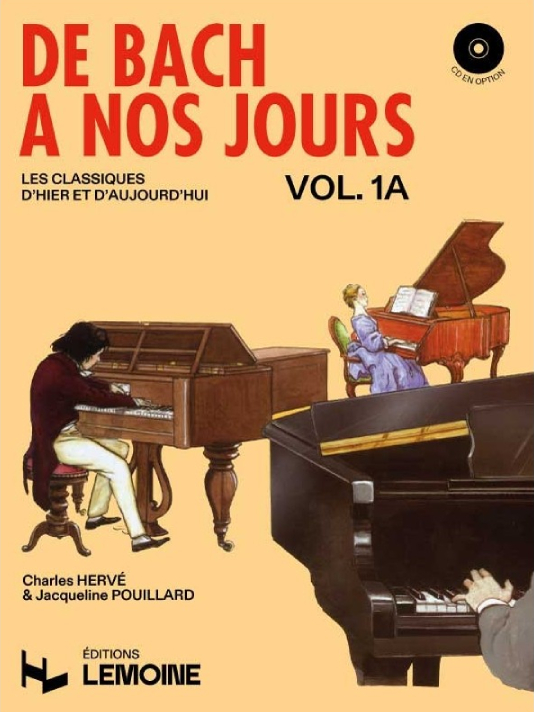 DE BACH
A NOS JOURS
CD EN OPTION
LES CLASSIQUES
D'HIER ET D'AUJOURD'HUI
VOL. 1A
Charles HERVÉ
& Jacqueline POUILLARD
ÉDITIONS
LEMOINE